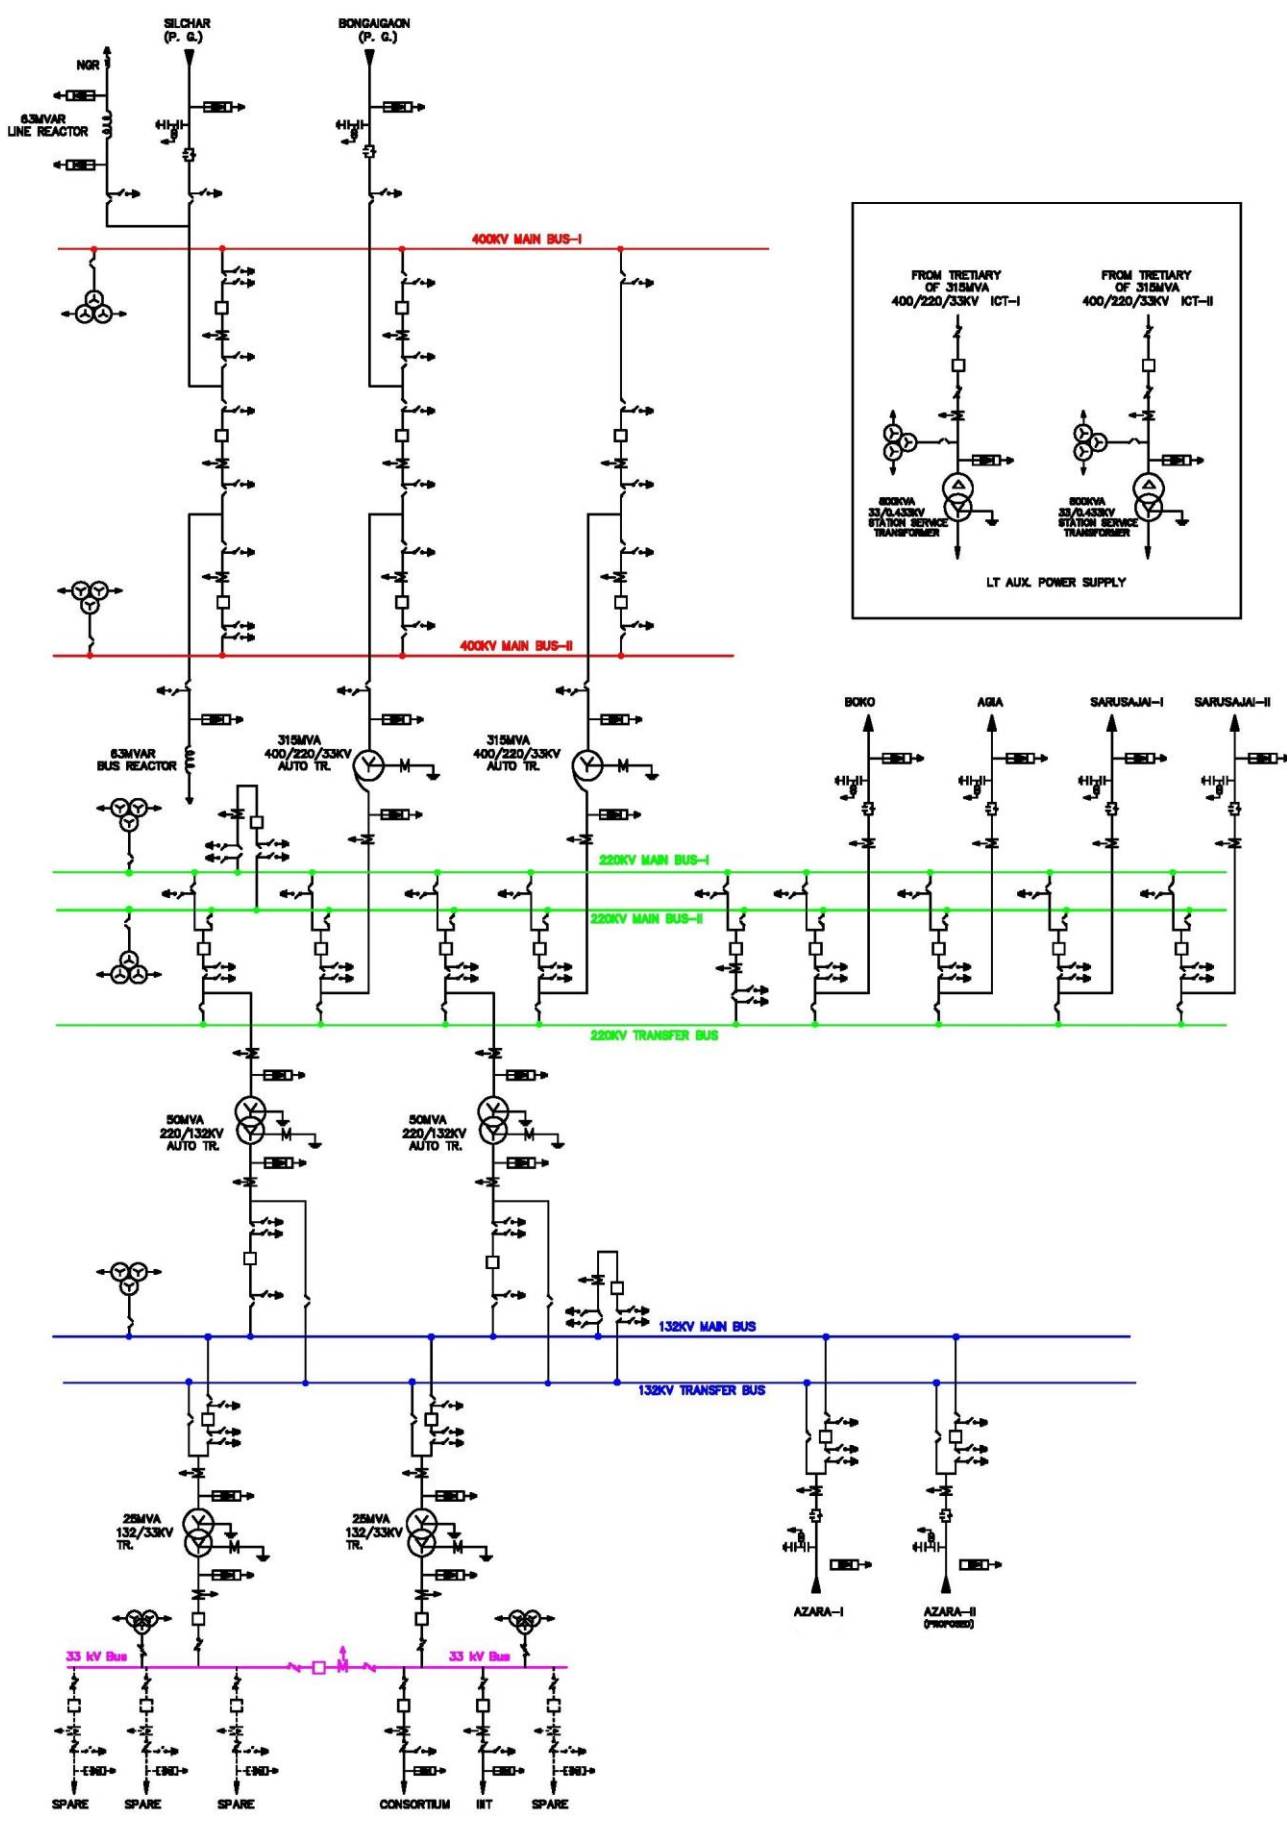 SILCHAR
(P. G.)
BONGAIGAON
(P. G.)
NGR
63MVAR
LINE REACTOR
400KV MAIN BUS-I
FROM TRETIARY
OF 315MVA
400/220/33KV ICT-I
FROM TRETIARY
OF 315MVA
400/220/33KV ICT-II
800KVA
33/0.433KV
STATION SERVICE
TRANSFORMER
800KVA
33/0.433KV
STATION SERVICE
TRANSFORMER
LT AUX. POWER SUPPLY
400KV MAIN BUS-II
BOKO
AGIA
SARUSAJAI-I
SARUSAJAI-II
63MVAR
BUS REACTOR
315MVA
400/220/33KV
AUTO TR.
315MVA
400/220/33KV
AUTO TR.
220KV MAIN BUS-I
220KV MAIN BUS-II
220KV TRANSFER BUS
50MVA
220/132KV
AUTO TR.
50MVA
220/132KV
AUTO TR.
132KV MAIN BUS
132KV TRANSFER BUS
25MVA
132/33KV
TR.
25MVA
132/33KV
TR.
AZARA-I
AZARA-II
(PROPOSED)
33 kV Bus
33 kV Bus
SPARE
SPARE
SPARE
CONSORTIUM
IIIT
SPARE